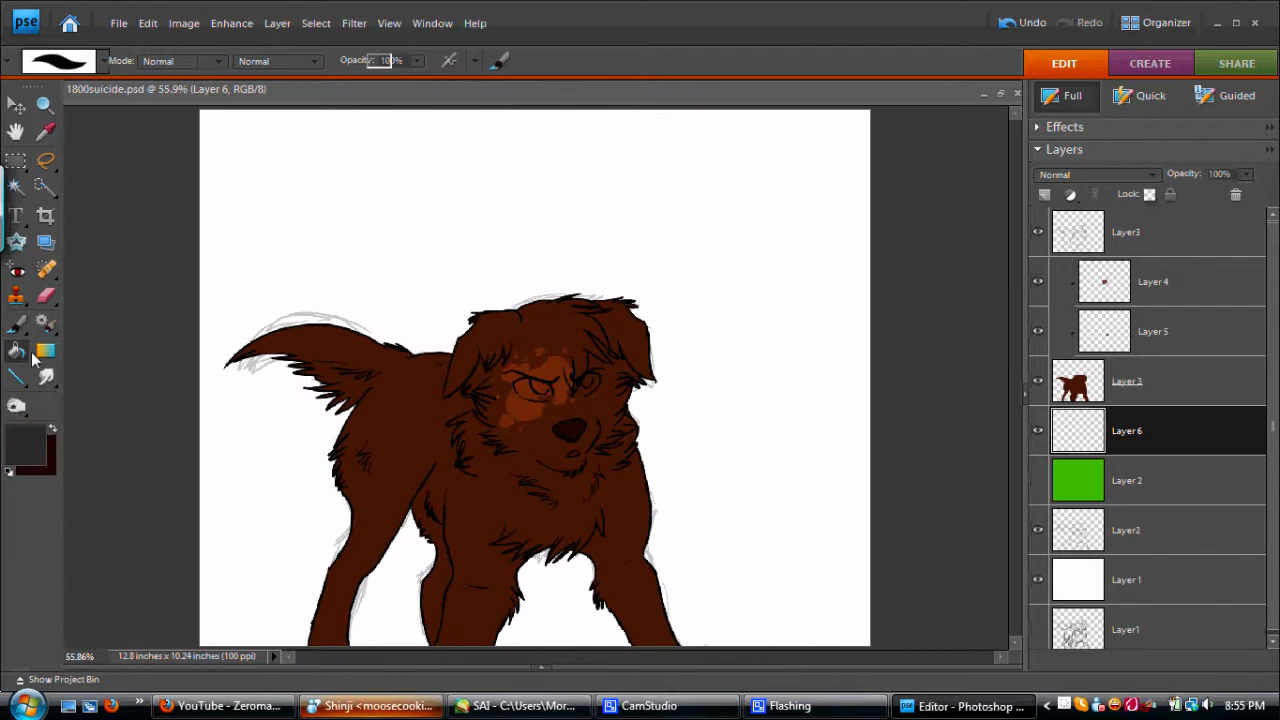 pse File Edit Image Enhance Layer Select Filter View Window Help Undo Redo Organizer
Mode: Normal Normal Opacity: 100% EDIT CREATE SHARE
1800suicide.psd @ 55.9% (Layer 6, RGB/8)
Full Quick Guided
Effects
Layers
Normal Opacity: 100%
Lock:
Layer3
Layer 4
Layer 5
Layer 3
Layer 6
Layer 2
Layer2
Layer 1
Layer1
55.86% 12.8 inches x 10.24 inches (100 ppi)
Show Project Bin
YouTube - Zeroma... Shinji <moosecooki... SAI - C:\Users\Mor... CamStudio Flashing Editor - Photoshop ... 8:55 PM